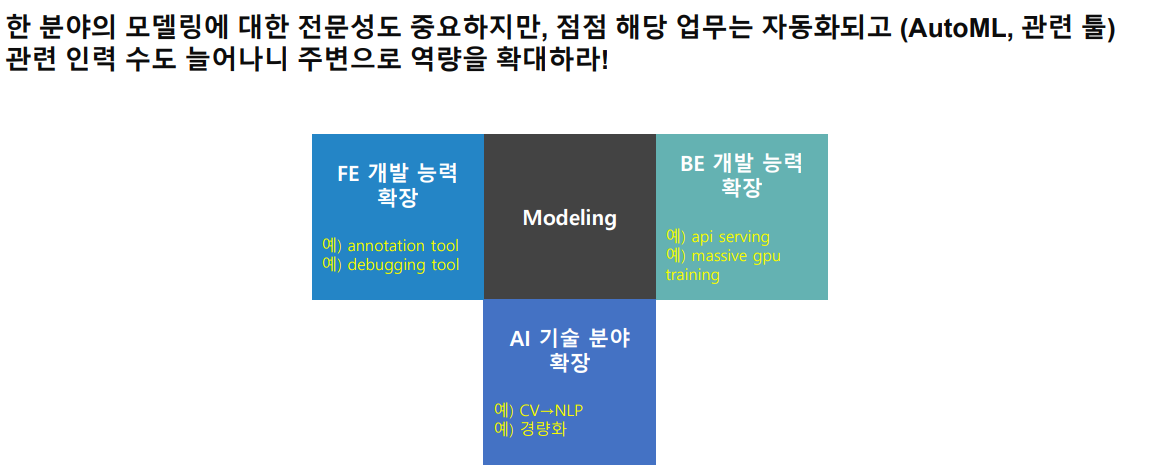 한 분야의 모델링에 대한 전문성도 중요하지만, 점점 해당 업무는 자동화되고 (AutoML, 관련 툴)
관련 인력 수도 늘어나니 주변으로 역량을 확대하라!
FE 개발 능력
확장
예) annotation tool
예) debugging tool
Modeling
BE 개발 능력
확장
예) api serving
예) massive gpu
training
AI 기술 분야
확장
예) CV→NLP
예) 경량화